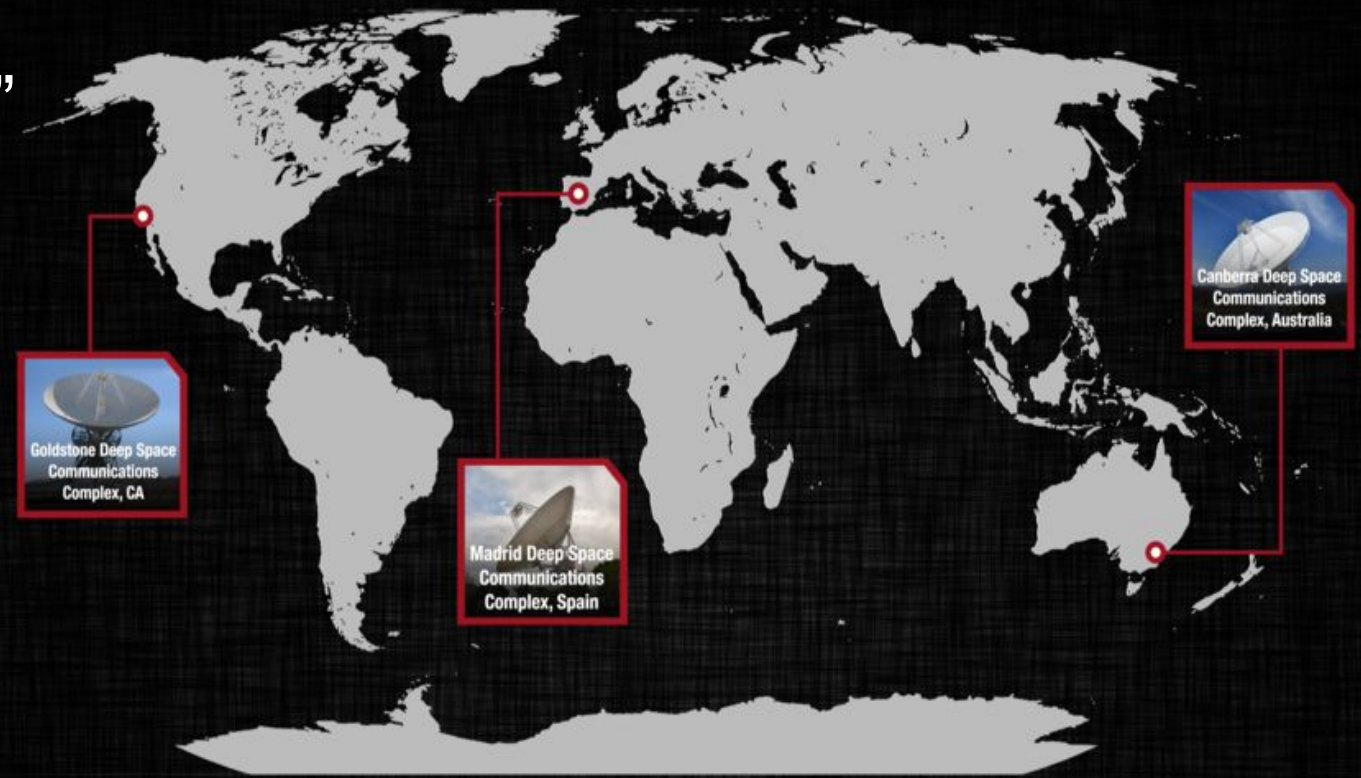 ”
Goldstone Deep Space
Communications
Complex, CA
Madrid Deep Space
Communications
Complex, Spain
Canberra Deep Space
Communications
Complex, Australia